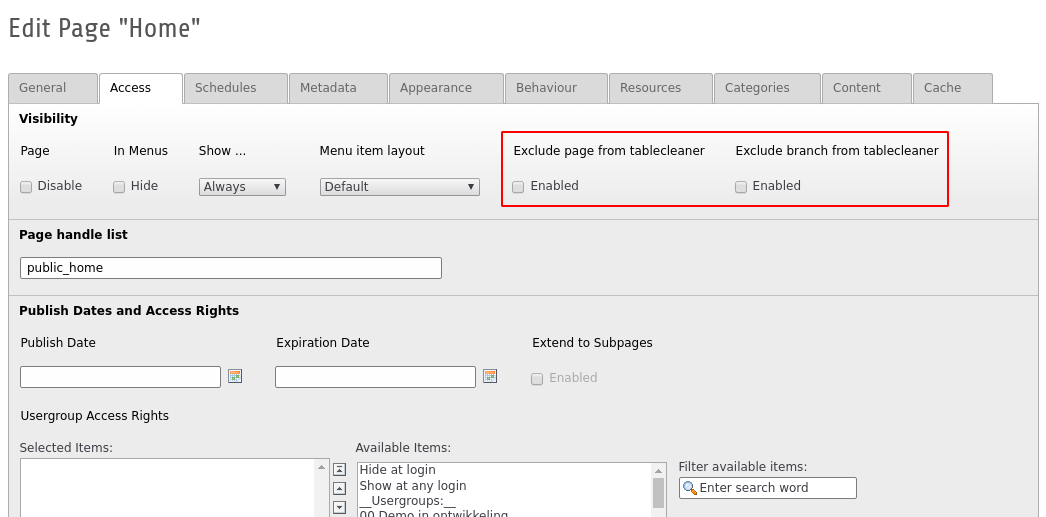 Edit Page "Home"
General Access Schedules Metadata Appearance Behaviour Resources Categories Content Cache
Visibility
Page In Menus Show ... Menu item layout Exclude page from tablecleaner Exclude branch from tablecleaner
Disable Hide Always Default Enabled Enabled
Page handle list
public_home
Publish Dates and Access Rights
Publish Date Expiration Date Extend to Subpages
Enabled
Usergroup Access Rights
Selected Items: Available Items:
Filter available items:
Hide at login
Show at any login
Enter search word
__Usergroups:__
00 Demo in ontwikkeling